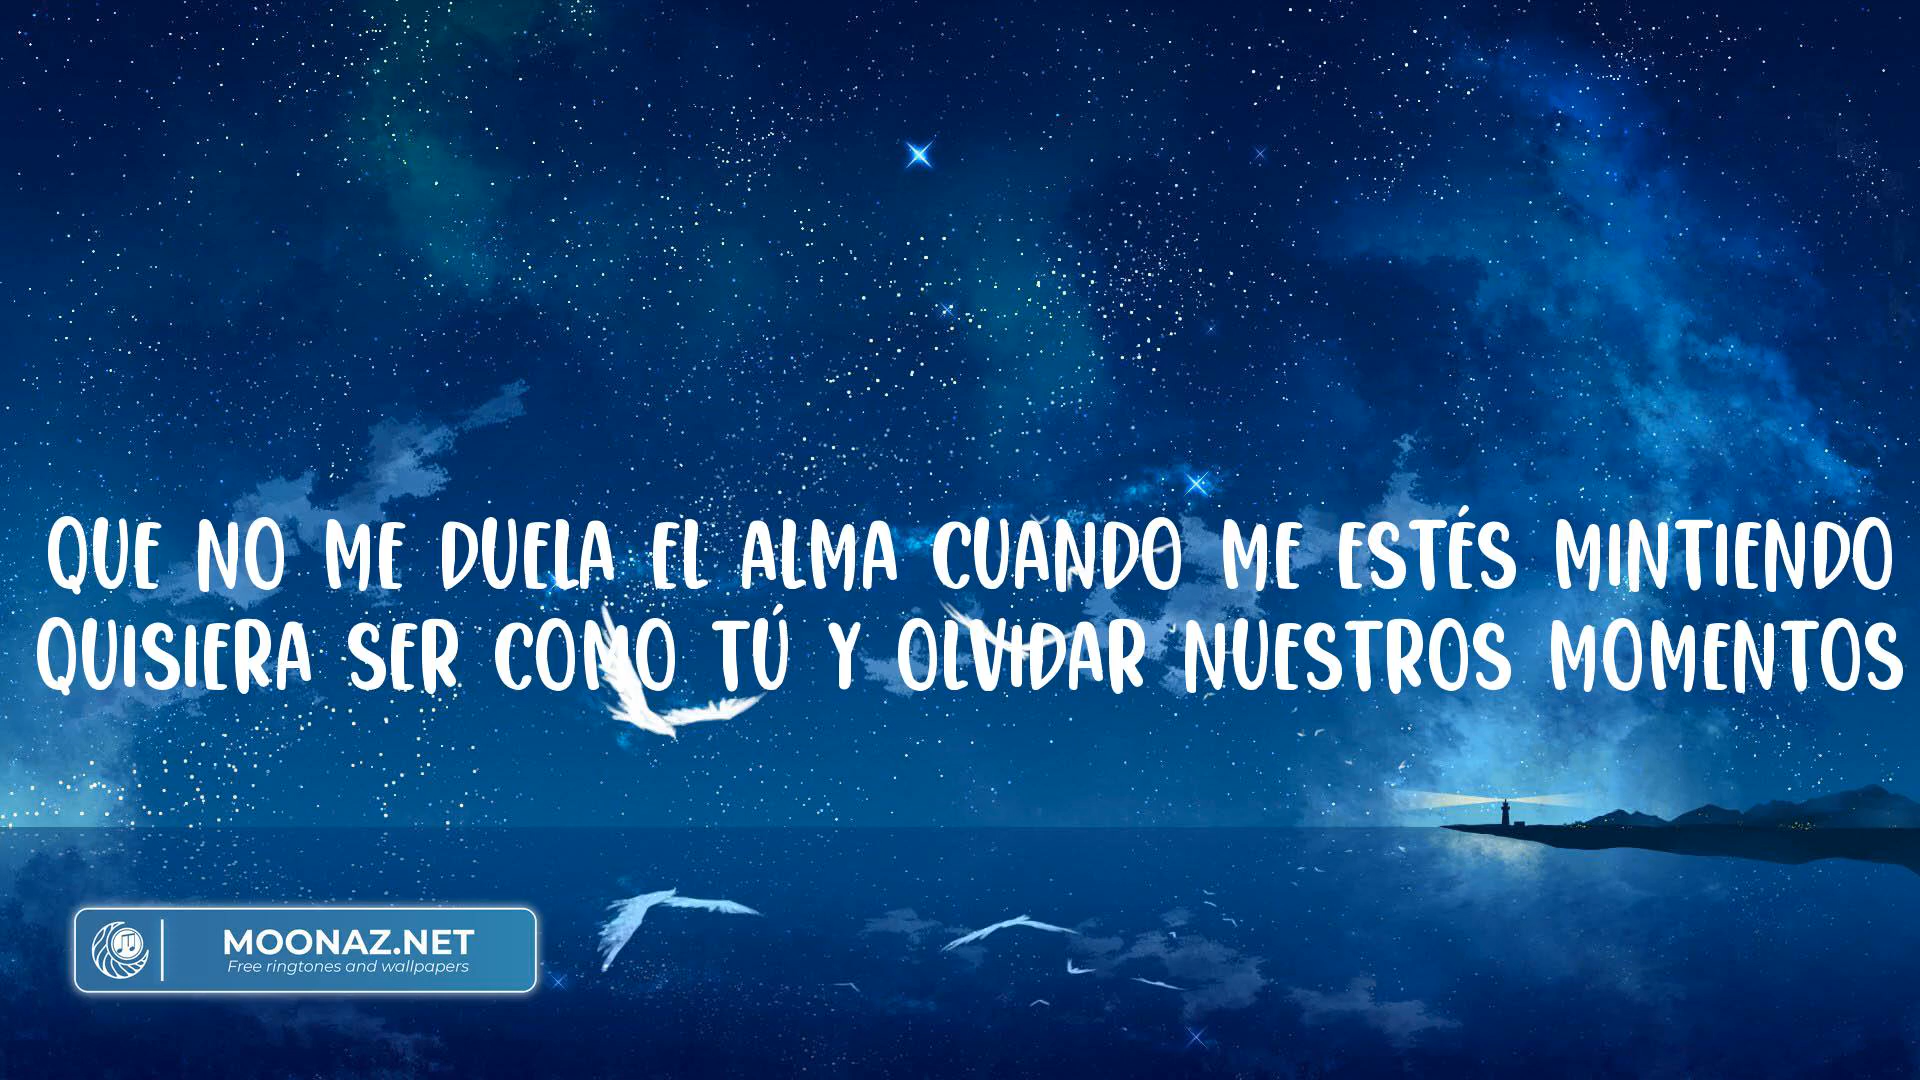 QUE NO ME DUELA EL ALMA CUANDO ME ESTÉS MINTIENDO
QUISIERA SER COMO TÚ Y OLVIDAR NUESTROS MOMENTOS
MOONAZ.NET
Free ringtones and wallpapers